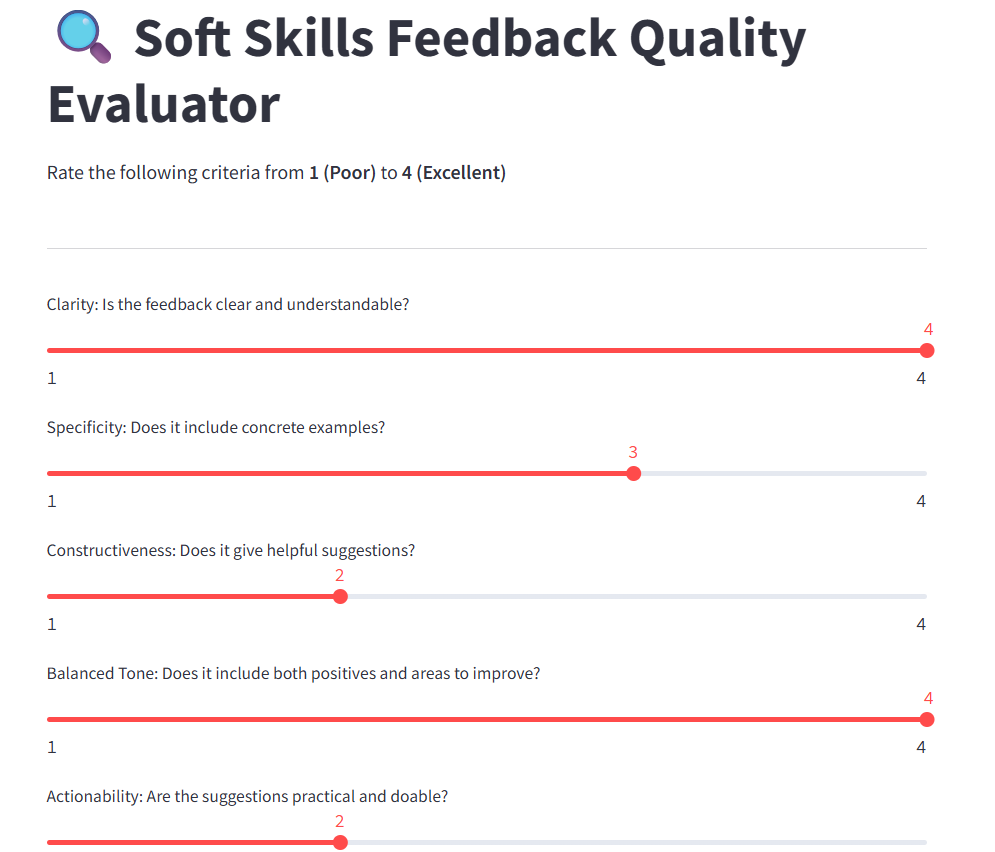 Soft Skills Feedback Quality
Evaluator
Rate the following criteria from 1 (Poor) to 4 (Excellent)
Clarity: Is the feedback clear and understandable?
4
1 4
Specificity: Does it include concrete examples?
3
1 4
Constructiveness: Does it give helpful suggestions?
2
1 4
Balanced Tone: Does it include both positives and areas to improve?
4
1 4
Actionability: Are the suggestions practical and doable?
2